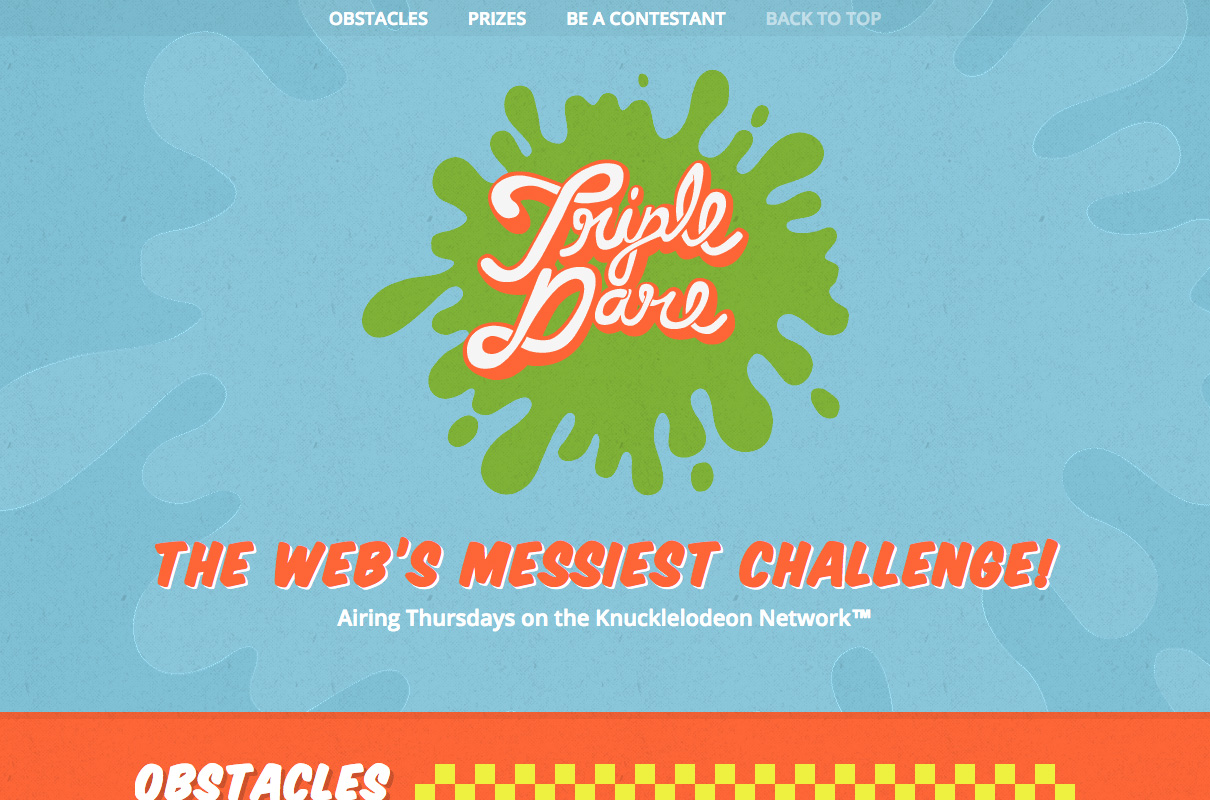 OBSTACLES PRIZES BE A CONTESTANT BACK TO TOP
Triple
Dare
THE WEB'S MESSIEST CHALLENGE!
Airing Thursdays on the Knucklelodeon Network™
OBSTACLES